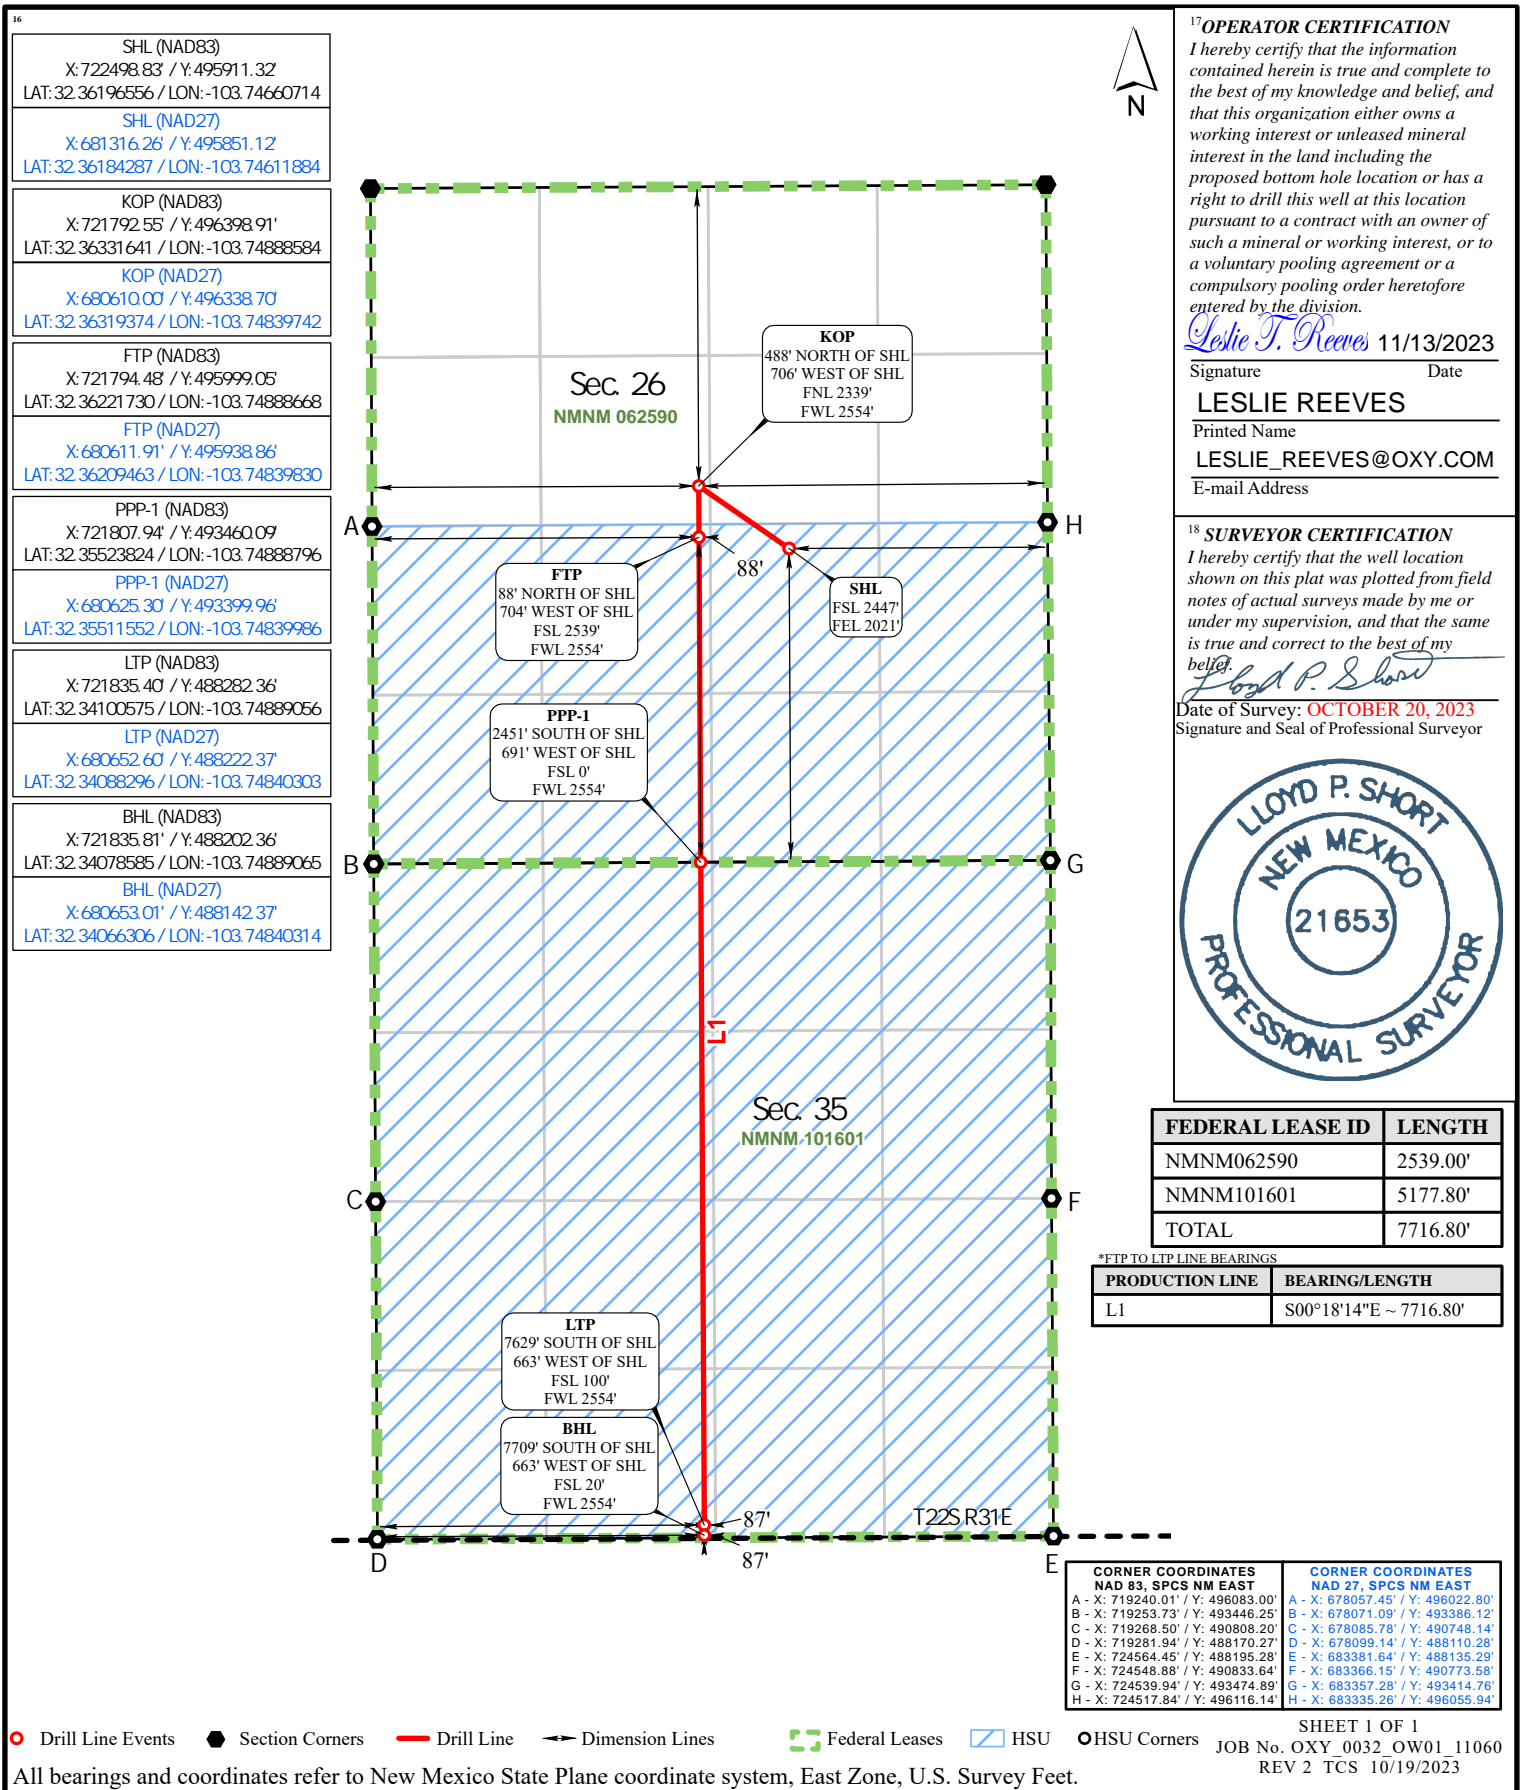 16
SHL (NAD83)
X:722498.83' / Y:495911.32'
LAT:32.36196556 / LON:-103.74660714
SHL (NAD27)
X:681316.26' / Y:495851.12'
LAT:32.36184287 / LON:-103.74611884
KOP (NAD83)
X:721792.55' / Y:496398.91'
LAT:32.36331641 / LON:-103.74888584
KOP (NAD27)
X:680610.00' / Y:496338.70'
LAT:32.36319374 / LON:-103.74839742
FTP (NAD83)
X:721794.48' / Y:495999.05'
LAT:32.36221730 / LON:-103.74888668
FTP (NAD27)
X:680611.91' / Y:495938.86'
LAT:32.36209463 / LON:-103.74839830
PPP-1 (NAD83)
X:721807.94' / Y:493460.09'
LAT:32.35523824 / LON:-103.74888796
PPP-1 (NAD27)
X:680625.30' / Y:493399.96'
LAT:32.35511552 / LON:-103.74839986
LTP (NAD83)
X:721835.40' / Y:488282.36'
LAT:32.34100575 / LON:-103.74889056
LTP (NAD27)
X:680652.60' / Y:488222.37'
LAT:32.34088296 / LON:-103.74840303
BHL (NAD83)
X:721835.81' / Y:488202.36'
LAT:32.34078585 / LON:-103.74889065
BHL (NAD27)
X:680653.01' / Y:488142.37'
LAT:32.34066306 / LON:-103.74840314
N
KOP
488' NORTH OF SHL
706' WEST OF SHL
FNL 2339'
FWL 2554'
Sec. 26
NMNM 062590
A
H
88'
FTP
88' NORTH OF SHL
704' WEST OF SHL
FSL 2539'
FWL 2554'
SHL
FSL 2447'
FEL 2021'
PPP-1
2451' SOUTH OF SHL
691' WEST OF SHL
FSL 0'
FWL 2554'
B
G
L1
Sec. 35
NMNM 101601
C
F
LTP
7629' SOUTH OF SHL
663' WEST OF SHL
FSL 100'
FWL 2554'
BHL
7709' SOUTH OF SHL
663' WEST OF SHL
FSL 20'
FWL 2554'
87'
T22S R31E
87'
D
E
17 OPERATOR CERTIFICATION
I hereby certify that the information
contained herein is true and complete to
the best of my knowledge and belief, and
that this organization either owns a
working interest or unleased mineral
interest in the land including the
proposed bottom hole location or has a
right to drill this well at this location
pursuant to a contract with an owner of
such a mineral or working interest, or to
a voluntary pooling agreement or a
compulsory pooling order heretofore
entered by the division.
Leslie T. Reeves 11/13/2023
Signature Date
LESLIE REEVES
Printed Name
LESLIE_REEVES@OXY.COM
E-mail Address
18 SURVEYOR CERTIFICATION
I hereby certify that the well location
shown on this plat was plotted from field
notes of actual surveys made by me or
under my supervision, and that the same
is true and correct to the best of my
belief.
Lloyd P. Short
Date of Survey: OCTOBER 20, 2023
Signature and Seal of Professional Surveyor
LLOYD P. SHORT
NEW MEXICO
21653
PROFESSIONAL SURVEYOR
FEDERAL LEASE ID LENGTH
NMNM062590 2539.00'
NMNM101601 5177.80'
TOTAL 7716.80'
*FTP TO LTP LINE BEARINGS
PRODUCTION LINE BEARING/LENGTH
L1 S00°18'14"E ~ 7716.80'
CORNER COORDINATES
NAD 83, SPCS NM EAST
A - X: 719240.01' / Y: 496083.00'
B - X: 719253.73' / Y: 493446.25'
C - X: 719268.50' / Y: 490808.20'
D - X: 719281.94' / Y: 488170.27'
E - X: 724564.45' / Y: 488195.28'
F - X: 724548.88' / Y: 490833.64'
G - X: 724539.94' / Y: 493474.89'
H - X: 724517.84' / Y: 496116.14'
CORNER COORDINATES
NAD 27, SPCS NM EAST
A - X: 678057.45' / Y: 496022.80'
B - X: 678071.09' / Y: 493386.12'
C - X: 678085.78' / Y: 490748.14'
D - X: 678099.14' / Y: 488110.28'
E - X: 683381.64' / Y: 488135.29'
F - X: 683366.15' / Y: 490773.58'
G - X: 683357.28' / Y: 493414.76'
H - X: 683335.26' / Y: 496055.94'
Drill Line Events Section Corners Drill Line Dimension Lines Federal Leases HSU HSU Corners
SHEET 1 OF 1
JOB No. OXY_0032_OW01_11060
REV 2 TCS 10/19/2023
All bearings and coordinates refer to New Mexico State Plane coordinate system, East Zone, U.S. Survey Feet.